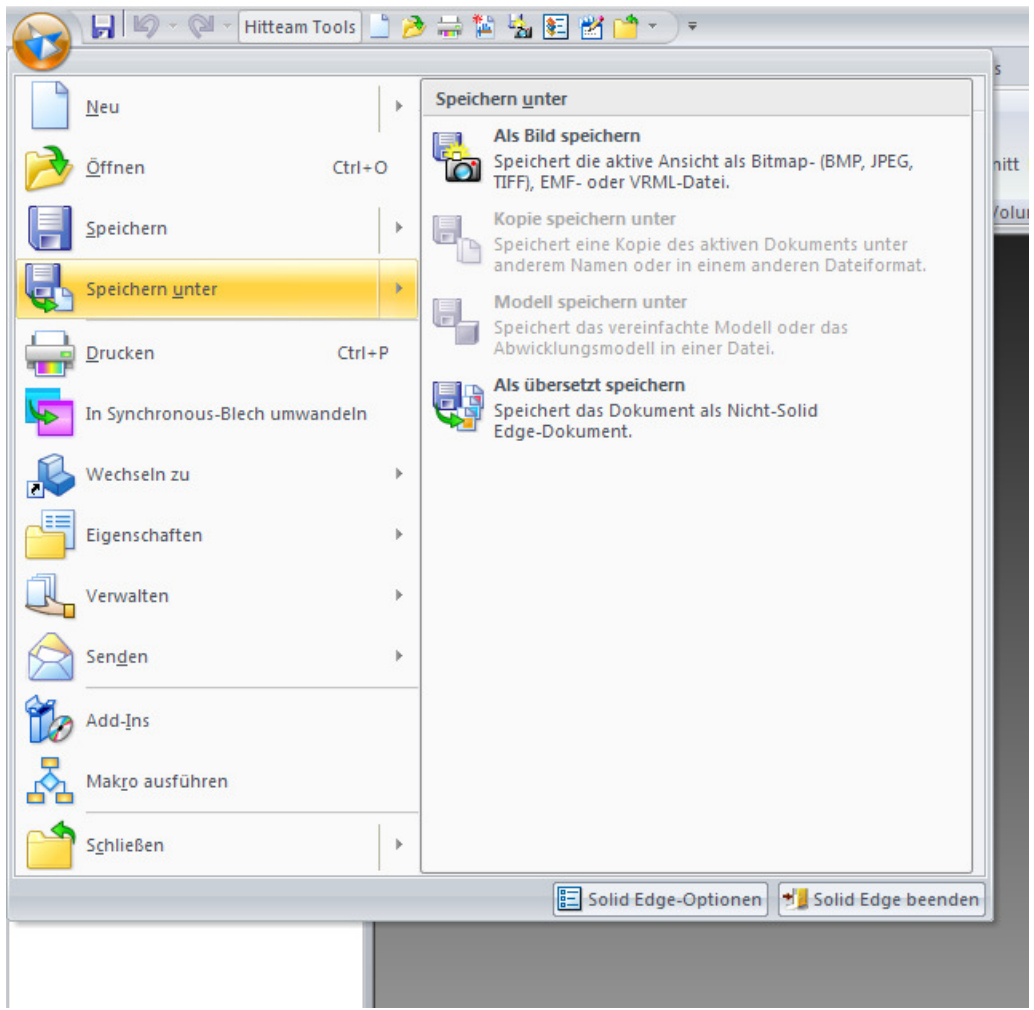 Hitteam Tools
s
Neu
Öffnen Ctrl+O
Speichern
Speichern unter
Drucken Ctrl+P
In Synchronous-Blech umwandeln
Wechseln zu
Eigenschaften
Verwalten
Senden
Add-Ins
Makro ausführen
Schließen
Speichern unter
Als Bild speichern
Speichert die aktive Ansicht als Bitmap- (BMP, JPEG,
TIFF), EMF- oder VRML-Datei.
Kopie speichern unter
Speichert eine Kopie des aktiven Dokuments unter
anderem Namen oder in einem anderen Dateiformat.
Modell speichern unter
Speichert das vereinfachte Modell oder das
Abwicklungsmodell in einer Datei.
Als übersetzt speichern
Speichert das Dokument als Nicht-Solid
Edge-Dokument.
nitt
Volu
Solid Edge-Optionen
Solid Edge beenden